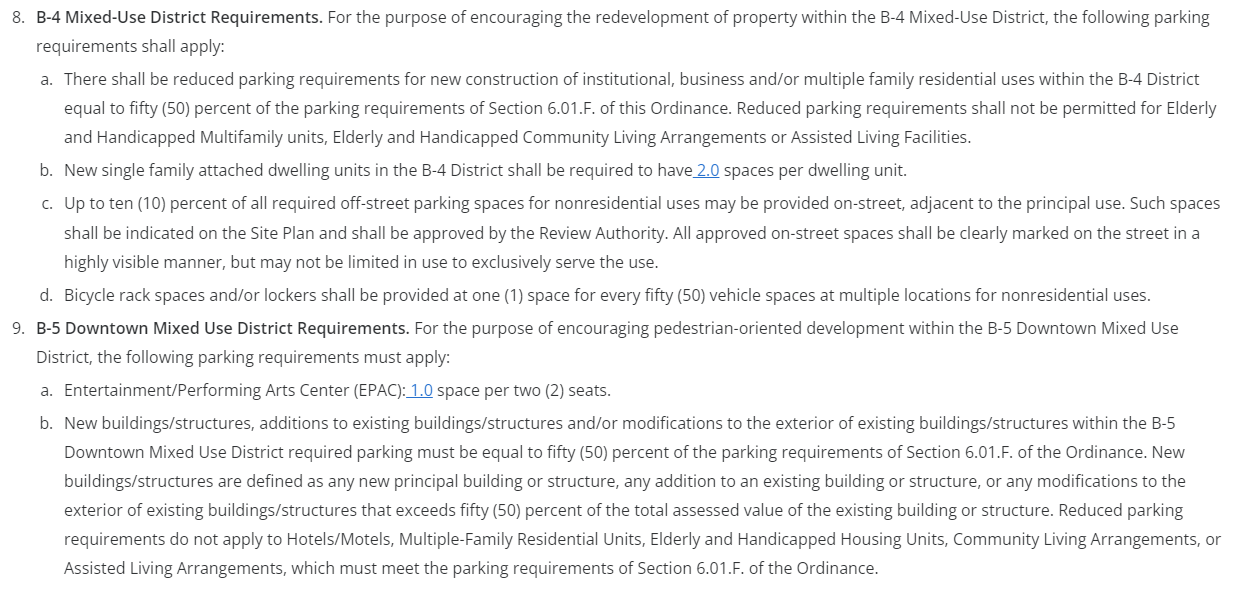 8. B-4 Mixed-Use District Requirements. For the purpose of encouraging the redevelopment of property within the B-4 Mixed-Use District, the following parking
requirements shall apply:
a. There shall be reduced parking requirements for new construction of institutional, business and/or multiple family residential uses within the B-4 District
equal to fifty (50) percent of the parking requirements of Section 6.01.F. of this Ordinance. Reduced parking requirements shall not be permitted for Elderly
and Handicapped Multifamily units, Elderly and Handicapped Community Living Arrangements or Assisted Living Facilities.
b. New single family attached dwelling units in the B-4 District shall be required to have 2.0 spaces per dwelling unit.
c. Up to ten (10) percent of all required off-street parking spaces for nonresidential uses may be provided on-street, adjacent to the principal use. Such spaces
shall be indicated on the Site Plan and shall be approved by the Review Authority. All approved on-street spaces shall be clearly marked on the street in a
highly visible manner, but may not be limited in use to exclusively serve the use.
d. Bicycle rack spaces and/or lockers shall be provided at one (1) space for every fifty (50) vehicle spaces at multiple locations for nonresidential uses.
9. B-5 Downtown Mixed Use District Requirements. For the purpose of encouraging pedestrian-oriented development within the B-5 Downtown Mixed Use
District, the following parking requirements must apply:
a. Entertainment/Performing Arts Center (EPAC): 1.0 space per two (2) seats.
b. New buildings/structures, additions to existing buildings/structures and/or modifications to the exterior of existing buildings/structures within the B-5
Downtown Mixed Use District required parking must be equal to fifty (50) percent of the parking requirements of Section 6.01.F. of the Ordinance. New
buildings/structures are defined as any new principal building or structure, any addition to an existing building or structure, or any modifications to the
exterior of existing buildings/structures that exceeds fifty (50) percent of the total assessed value of the existing building or structure. Reduced parking
requirements do not apply to Hotels/Motels, Multiple-Family Residential Units, Elderly and Handicapped Housing Units, Community Living Arrangements, or
Assisted Living Arrangements, which must meet the parking requirements of Section 6.01.F. of the Ordinance.